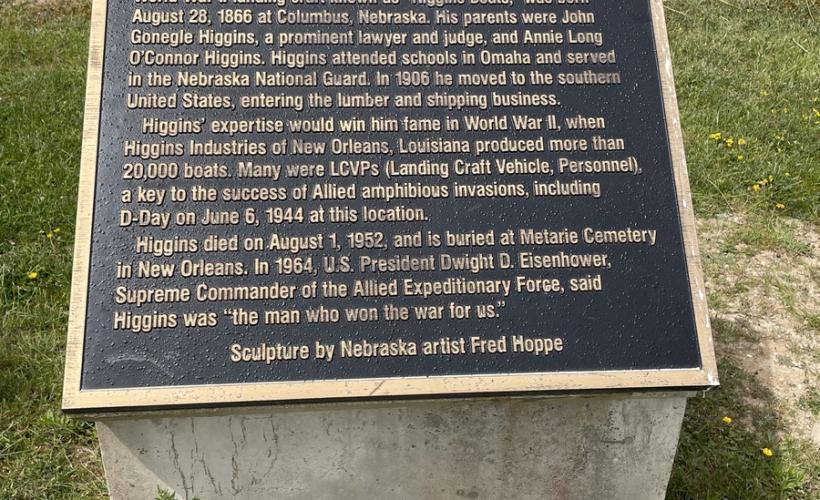 August 28, 1866 at Columbus, Nebraska. His parents were John
Gonegle Higgins, a prominent lawyer and judge, and Annie Long
O'Connor Higgins. Higgins attended schools in Omaha and served
in the Nebraska National Guard. In 1906 he moved to the southern
United States, entering the lumber and shipping business.
Higgins' expertise would win him fame in World War II, when
Higgins Industries of New Orleans, Louisiana produced more than
20,000 boats. Many were LCVPs (Landing Craft Vehicle, Personnel),
a key to the success of Allied amphibious invasions, including
D-Day on June 6, 1944 at this location.
Higgins died on August 1, 1952, and is buried at Metarie Cemetery
in New Orleans. In 1964, U.S. President Dwight D. Eisenhower,
Supreme Commander of the Allied Expeditionary Force, said
Higgins was "the man who won the war for us."
Sculpture by Nebraska artist Fred Hoppe